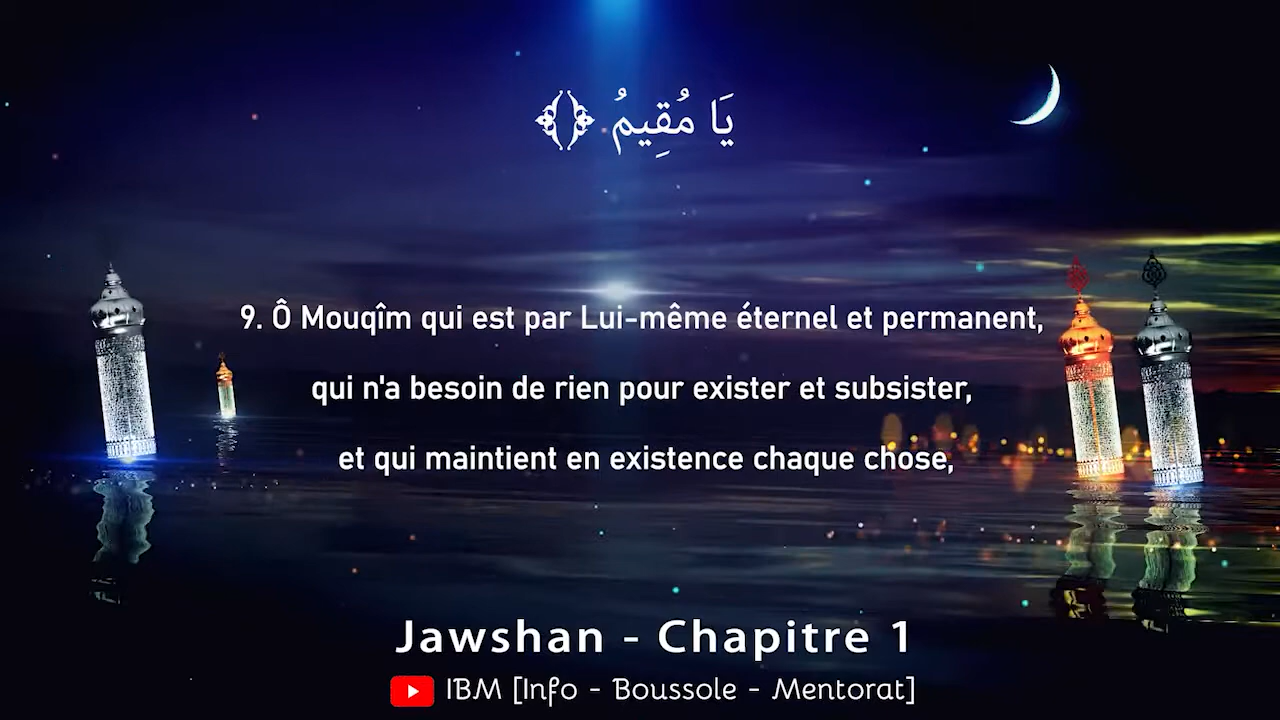 يَا مُقِيمُ ﴿﴾
9. Ô Mouqîm qui est par Lui-même éternel et permanent,
qui n'a besoin de rien pour exister et subsister,
et qui maintient en existence chaque chose,
Jawshan - Chapitre 1
IBM [Info - Boussole - Mentorat]